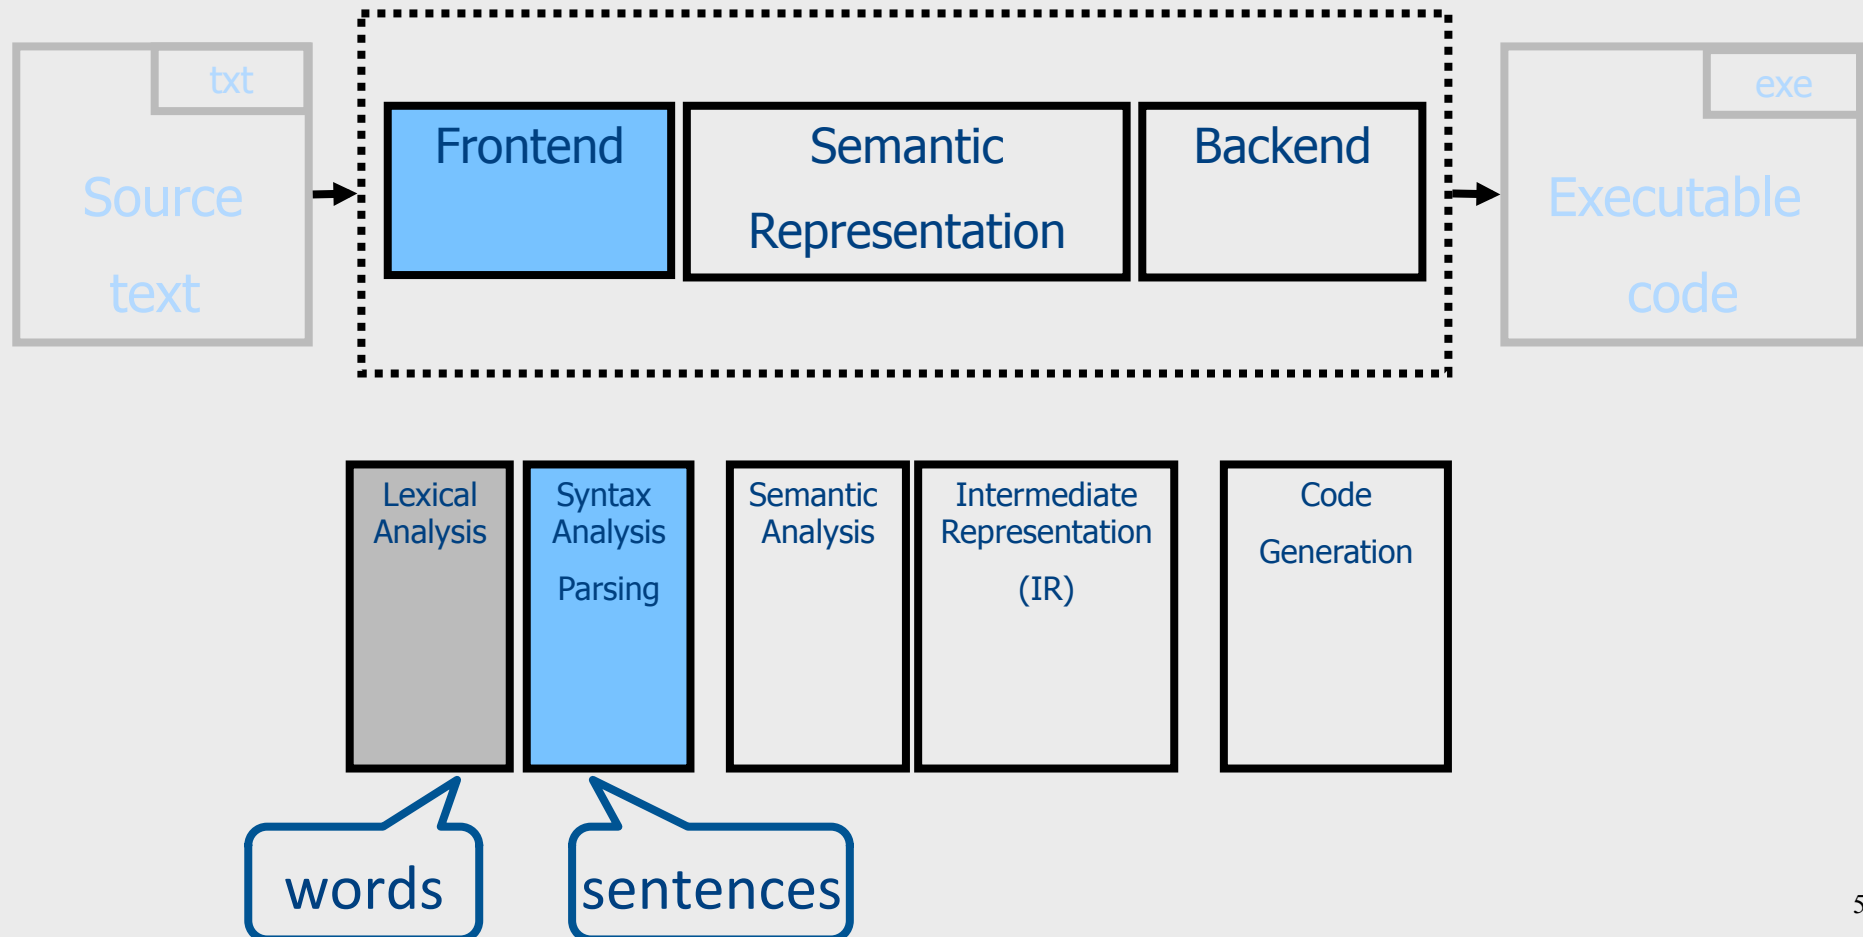 txt
Source
text
Frontend
Semantic
Representation
Backend
exe
Executable
code
Lexical
Analysis
Syntax
Analysis
Parsing
Semantic
Analysis
Intermediate
Representation
(IR)
Code
Generation
words
sentences
5